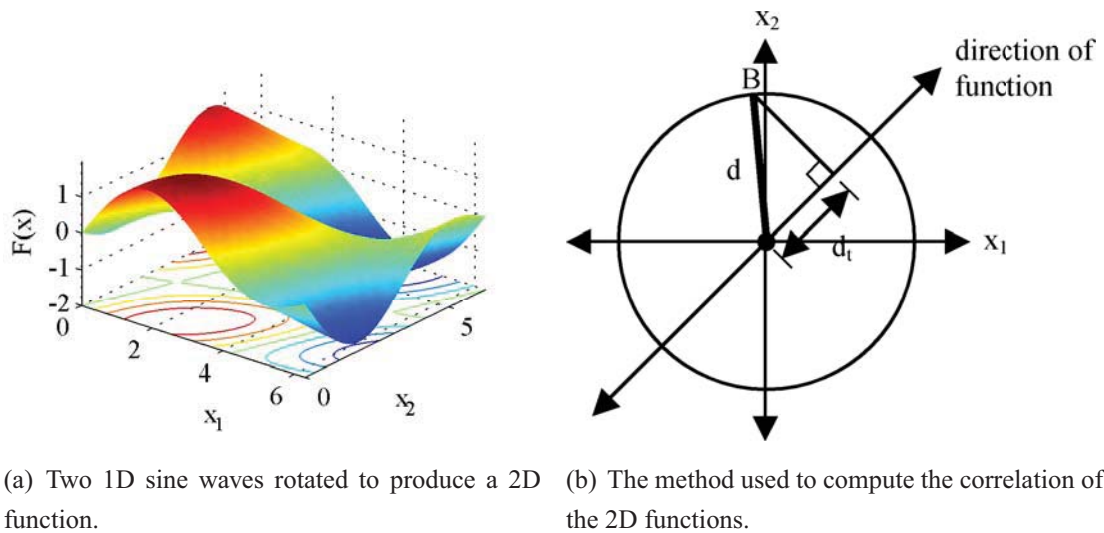 1
0
-1
-2
F(x)
0
2
4
6
x1
0
5
x2
x2
B
direction of
function
d
dt
x1
(a) Two 1D sine waves rotated to produce a 2D
function.
(b) The method used to compute the correlation of
the 2D functions.